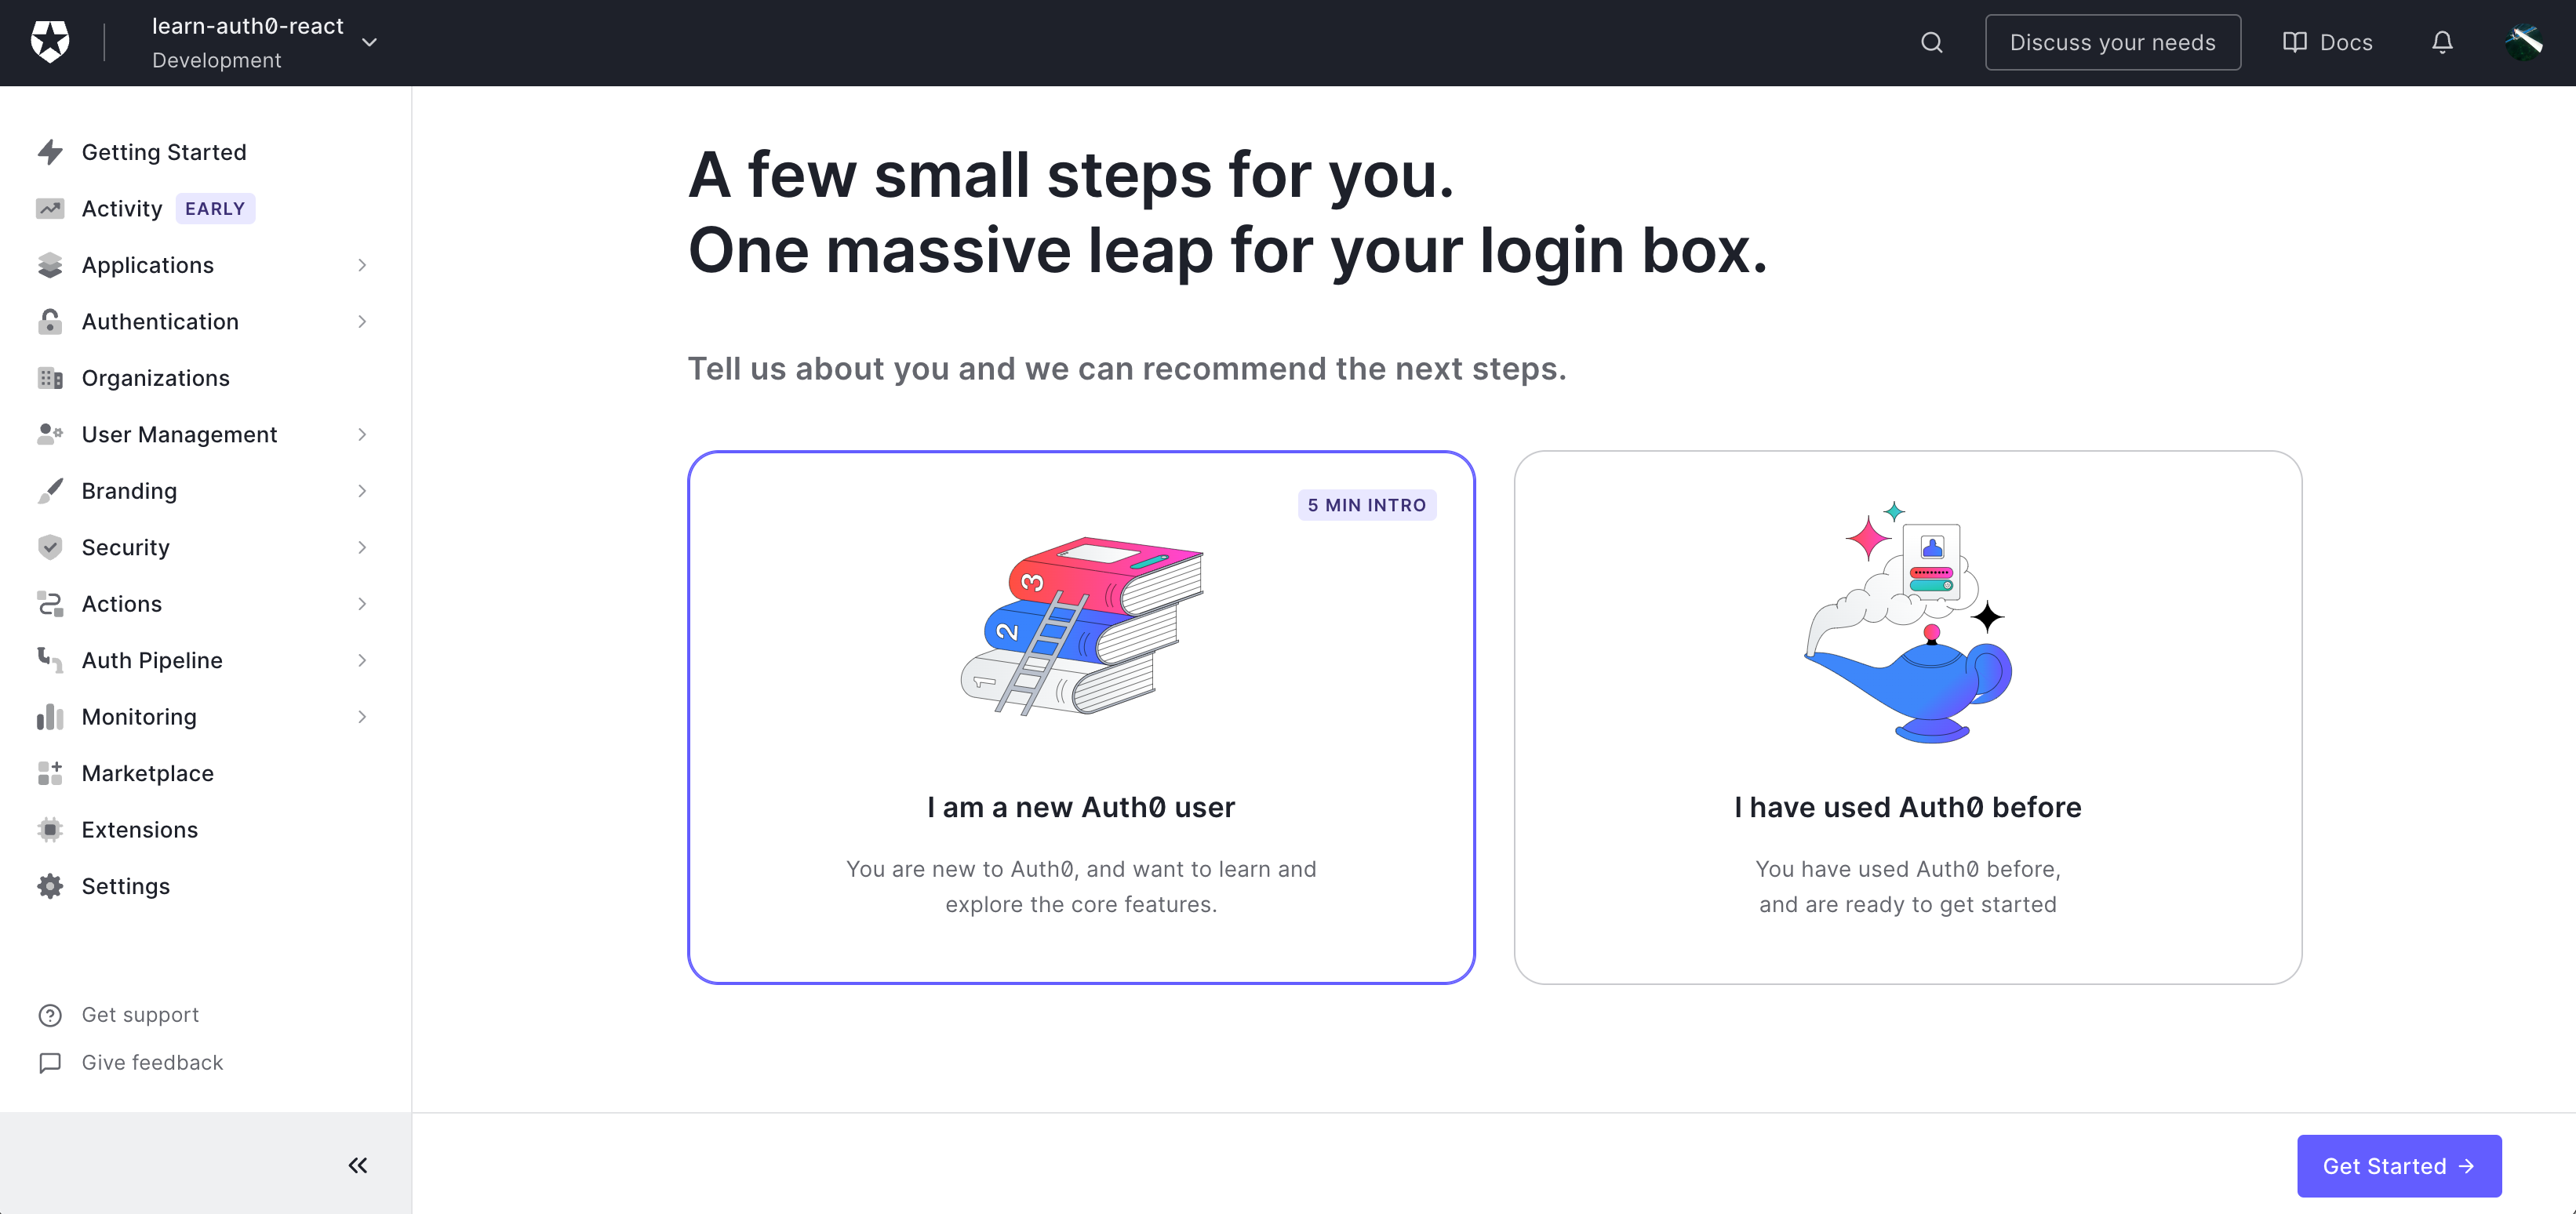 learn-auth0-react
Development
Discuss your needs
Docs
Getting Started
Activity EARLY
Applications
Authentication
Organizations
User Management
Branding
Security
Actions
Auth Pipeline
Monitoring
Marketplace
Extensions
Settings
Get support
Give feedback
A few small steps for you.
One massive leap for your login box.
Tell us about you and we can recommend the next steps.
5 MIN INTRO
3
2
1
I am a new Auth0 user
You are new to Auth0, and want to learn and
explore the core features.
I have used Auth0 before
You have used Auth0 before,
and are ready to get started
Get Started